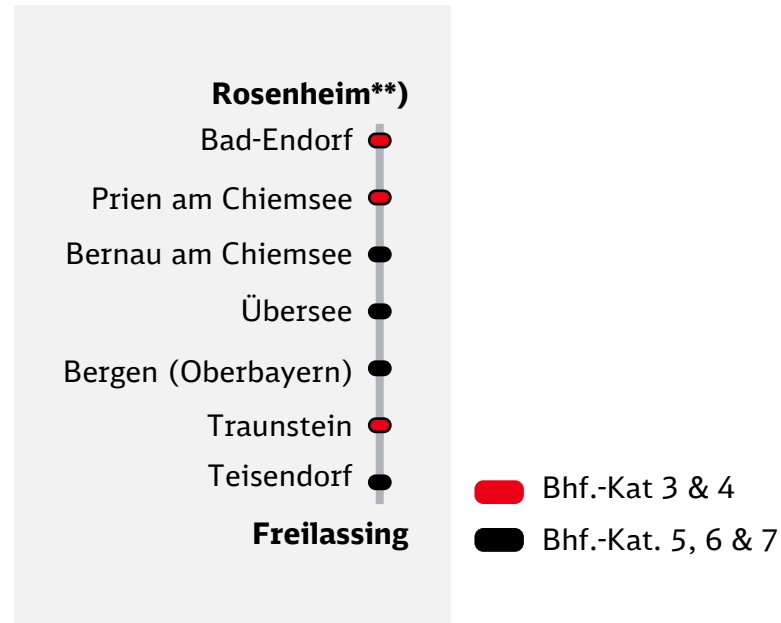 Rosenheim**)
Bad-Endorf
Prien am Chiemsee
Bernau am Chiemsee
Übersee
Bergen (Oberbayern)
Traunstein
Teisendorf
Freilassing
Bhf.-Kat 3 & 4
Bhf.-Kat. 5, 6 & 7